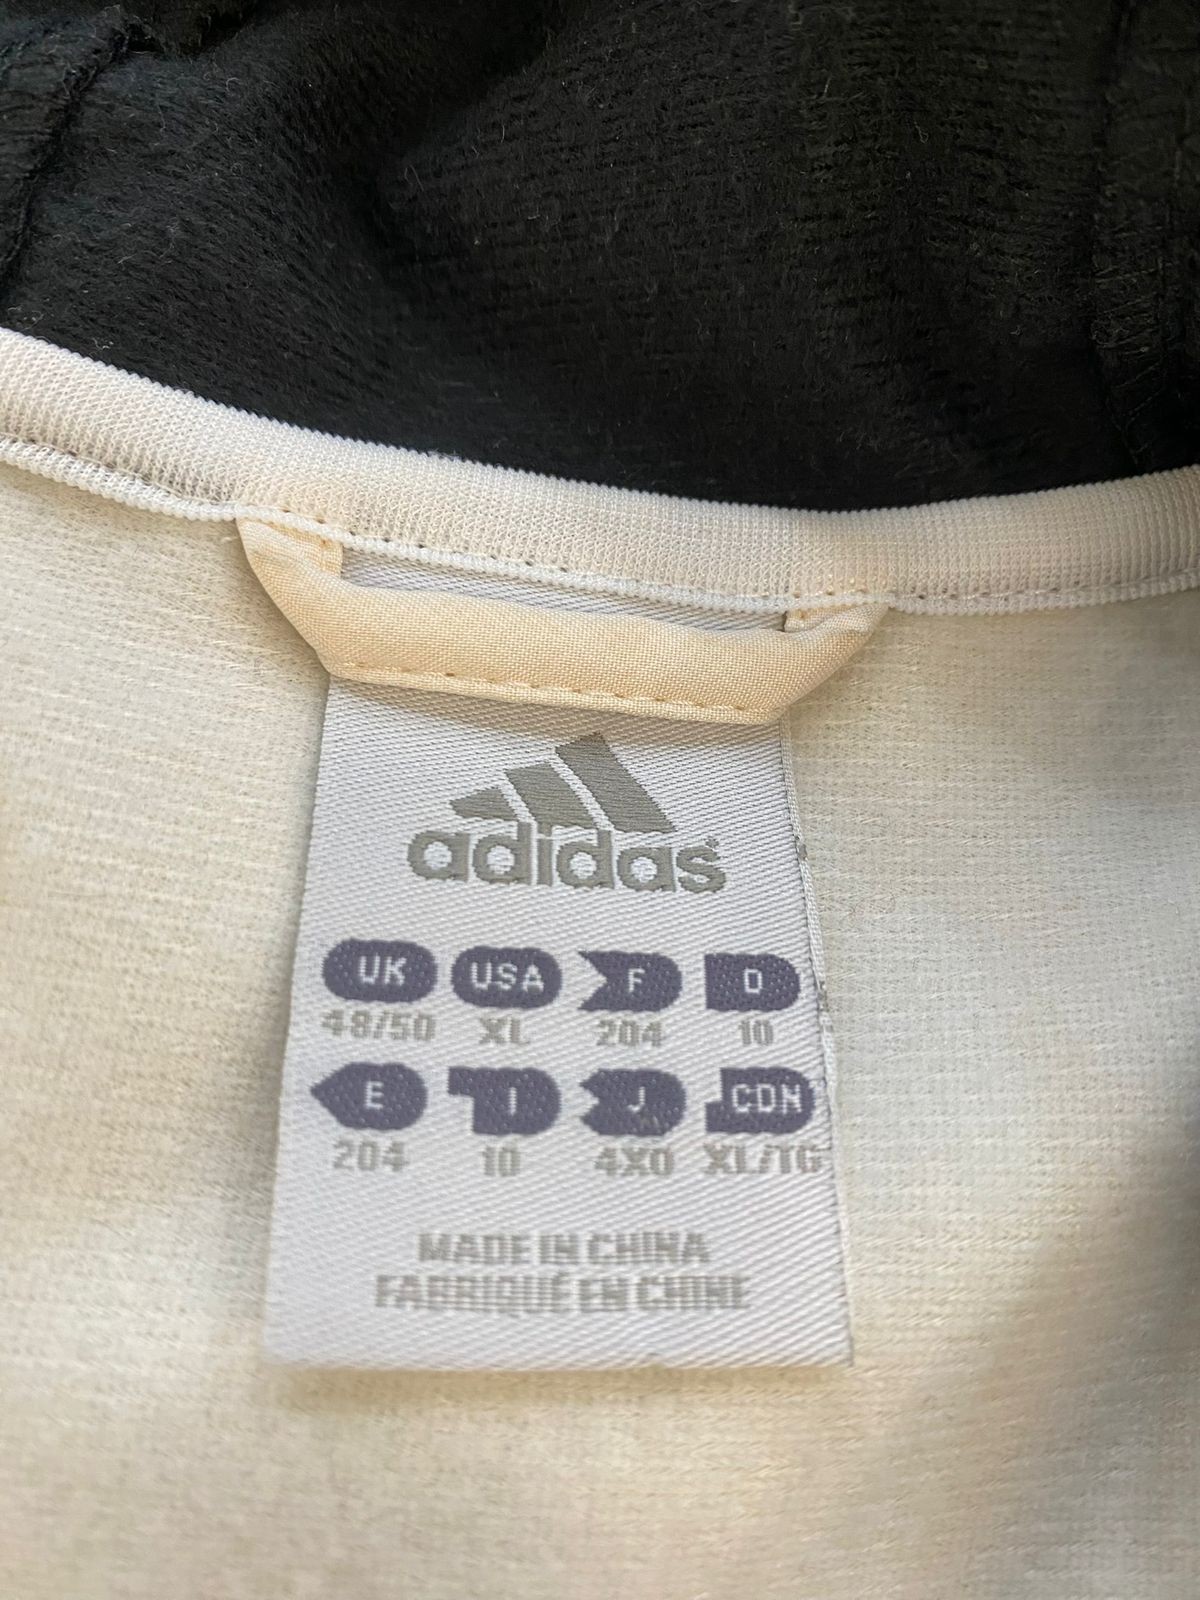 adidas
UK USA F D
48/50 XL 204 10
E I J CDN
204 10 4XO XL/TG
MADE IN CHINA
FABRIQUÉ EN CHINE